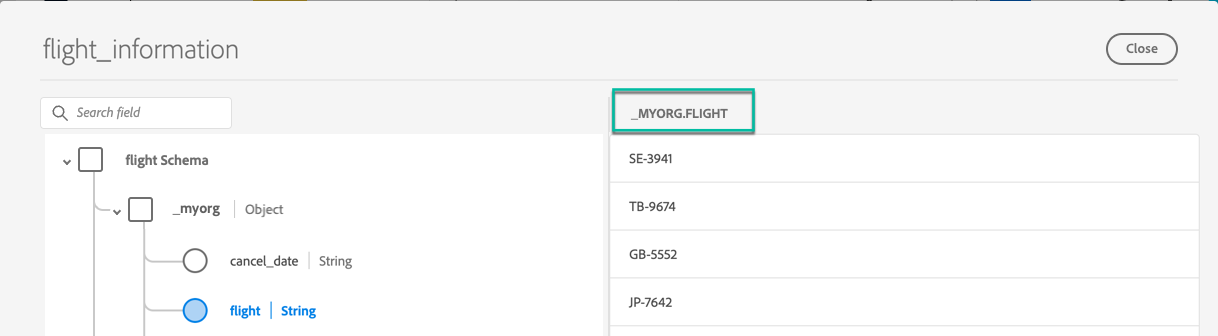 flight_information
Close
Search field
_MYORG.FLIGHT
flight Schema
SE-3941
_myorg Object
TB-9674
cancel_date String
GB-5552
flight String
JP-7642